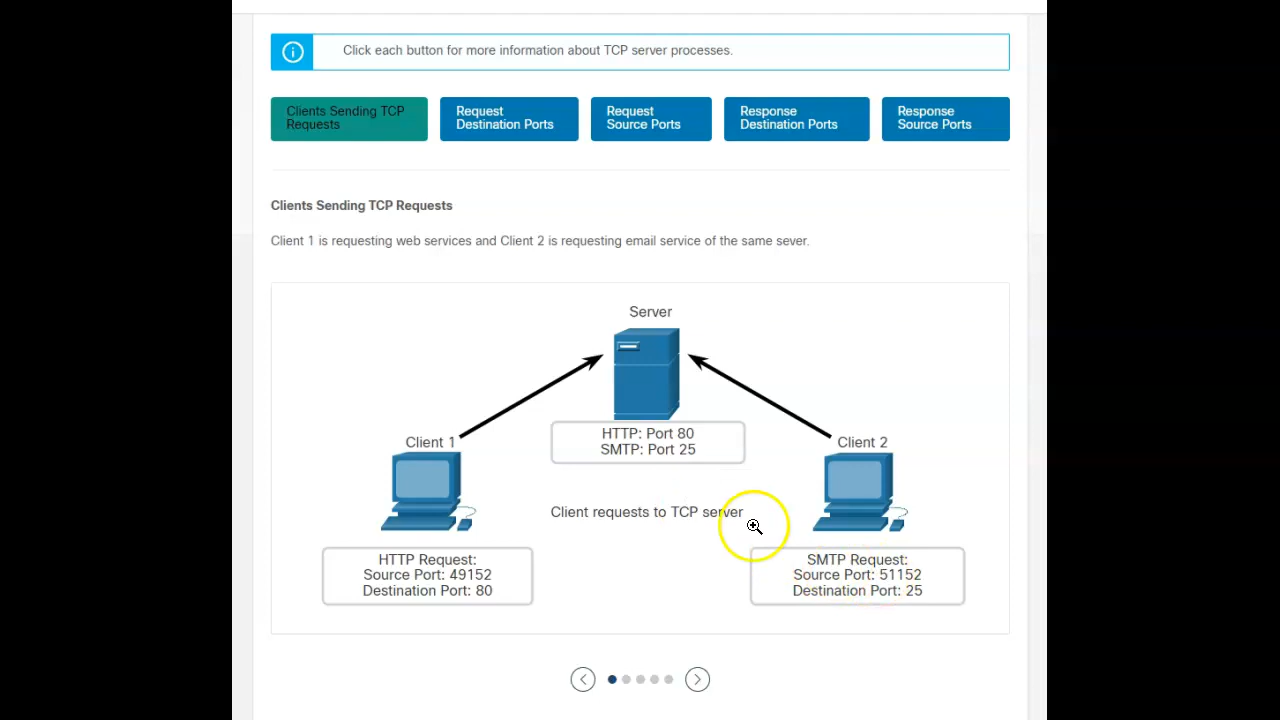 Click each button for more information about TCP server processes.
Clients Sending TCP
Requests
Request
Destination Ports
Request
Source Ports
Response
Destination Ports
Response
Source Ports
Clients Sending TCP Requests
Client 1 is requesting web services and Client 2 is requesting email service of the same sever.
Server
HTTP: Port 80
SMTP: Port 25
Client 1
Client 2
Client requests to TCP server
HTTP Request:
Source Port: 49152
Destination Port: 80
SMTP Request:
Source Port: 51152
Destination Port: 25